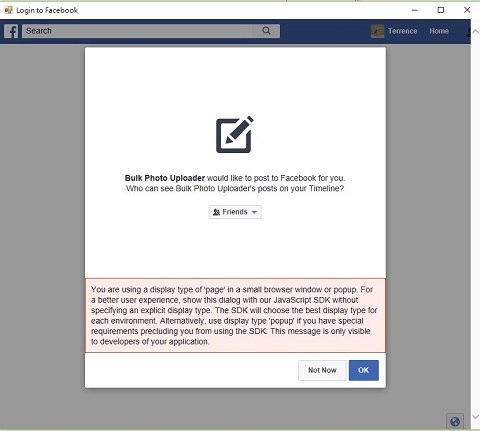 Login to Facebook
f Search Terrence Home
Bulk Photo Uploader would like to post to Facebook for you.
Who can see Bulk Photo Uploader's posts on your Timeline?
Friends
You are using a display type of 'page' in a small browser window or popup. For
a better user experience, show this dialog with our JavaScript SDK without
specifying an explicit display type. The SDK will choose the best display type for
each environment. Alternatively, use display type 'popup' if you have special
requirements precluding you from using the SDK. This message is only visible
to developers of your application.
Not Now OK